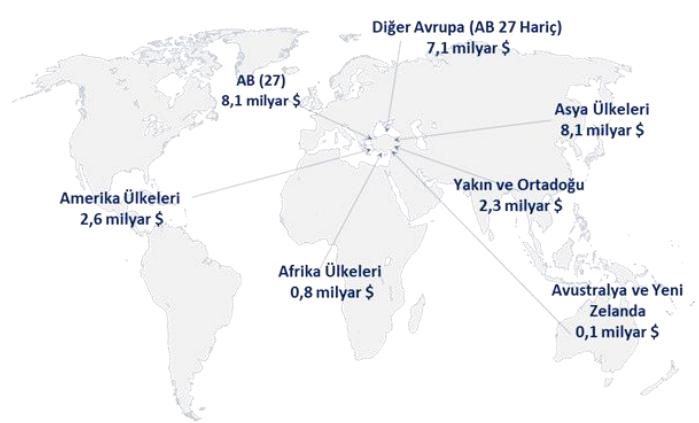 Diğer Avrupa (AB 27 Hariç)
7,1 milyar $
AB (27)
8,1 milyar $
Asya Ülkeleri
8,1 milyar $
Yakın ve Ortadoğu
2,3 milyar $
Amerika Ülkeleri
2,6 milyar $
Afrika Ülkeleri
0,8 milyar $
Avustralya ve Yeni
Zelanda
0,1 milyar $